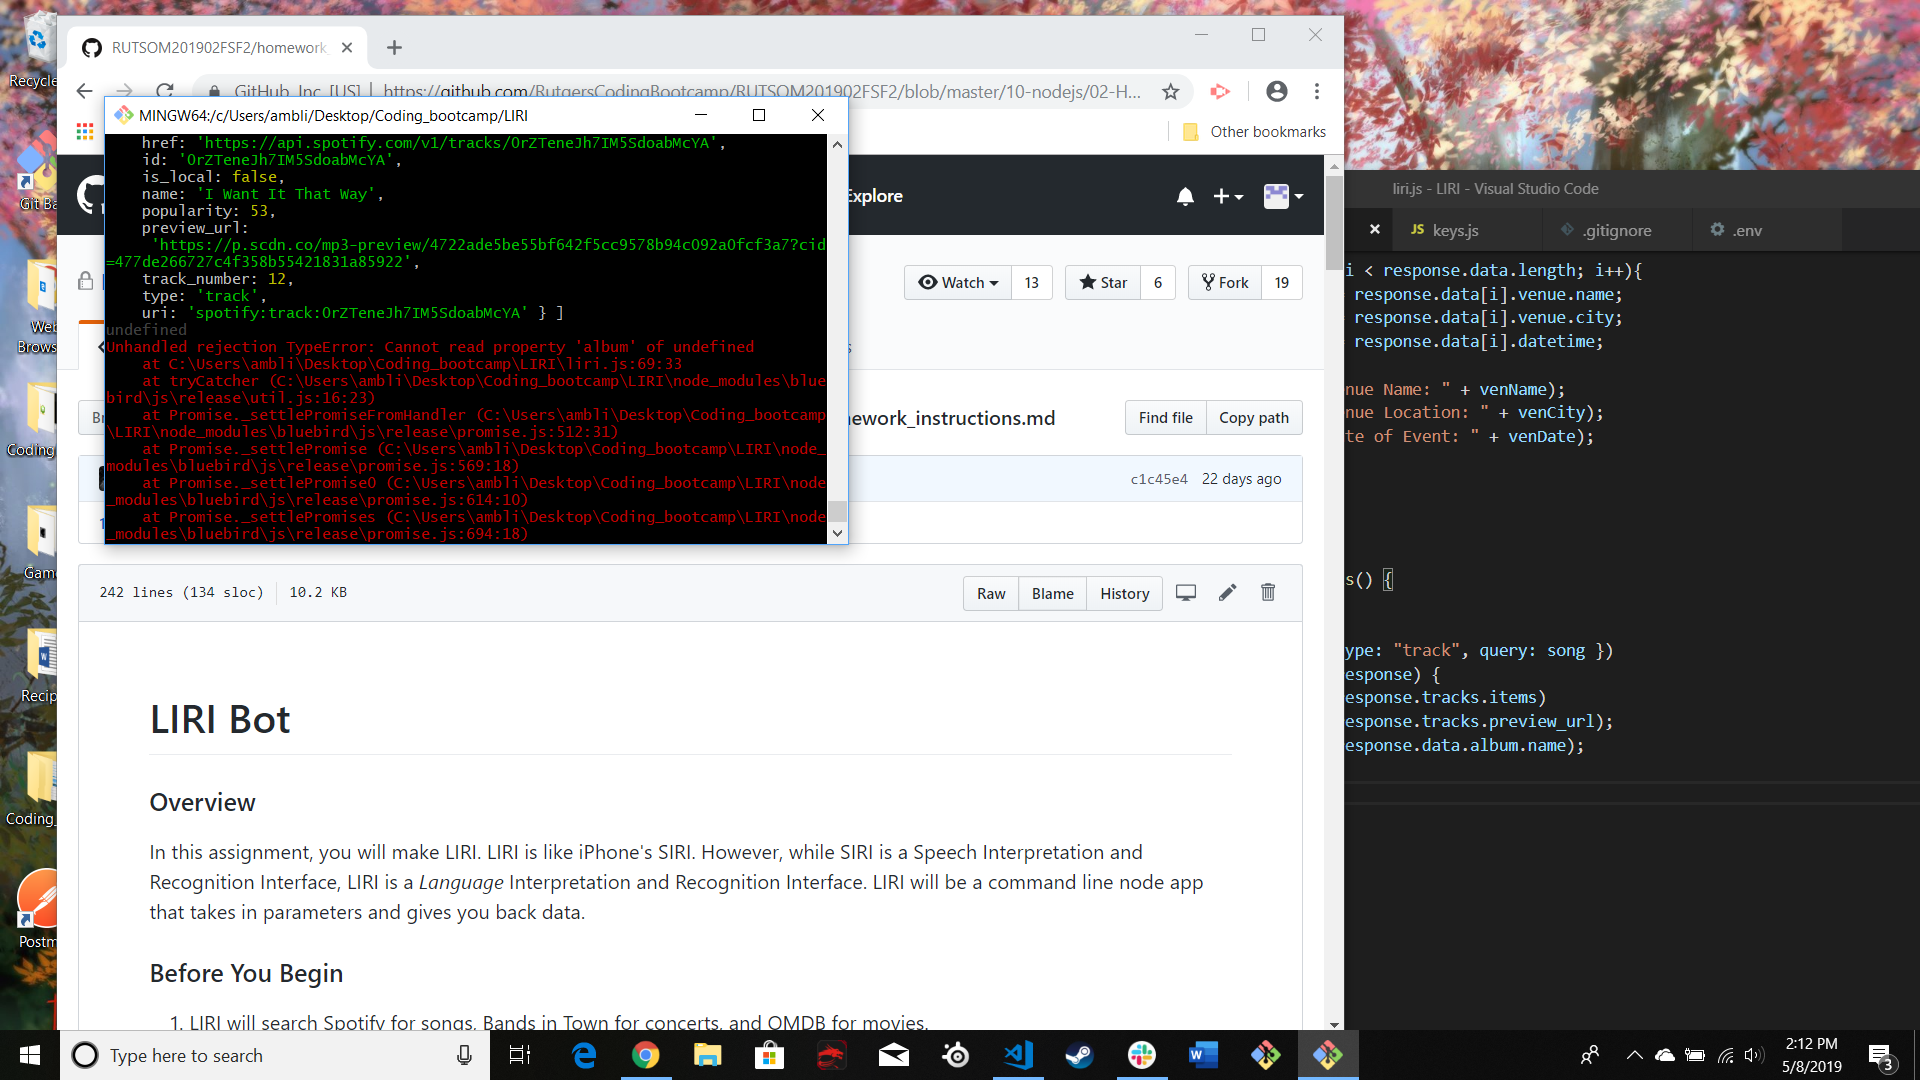 Recycle
Git Ba
Web
Brows
Coding
Gam
Recip
Coding_
Postm
RUTSOM201902FSF2/homework
GitHub, Inc. [US] | https://github.com/RutgersCodingBootcamp/RUTSOM201902FSF2/blob/master/10-nodejs/02-H...
Other bookmarks
MINGW64:/c/Users/ambli/Desktop/Coding_bootcamp/LIRI
href: 'https://api.spotify.com/v1/tracks/0rZTeneJh7IM5SdoabMcYA',
id: '0rZTeneJh7IM5SdoabMcYA',
is_local: false,
name: 'I Want It That Way',
popularity: 53,
preview_url:
'https://p.scdn.co/mp3-preview/4722ade5be55bf642f5cc9578b94c092a0fcf3a7?cid
=477de266727c4f358b55421831a85922',
track_number: 12,
type: 'track',
uri: 'spotify:track:0rZTeneJh7IM5SdoabMcYA' } ]
undefined
Unhandled rejection TypeError: Cannot read property 'album' of undefined
at C:\Users\ambli\Desktop\Coding_bootcamp\LIRI\liri.js:69:33
at tryCatcher (C:\Users\ambli\Desktop\Coding_bootcamp\LIRI\node_modules\blue
bird\js\release\util.js:16:23)
at Promise._settlePromiseFromHandler (C:\Users\ambli\Desktop\Coding_bootcamp
\LIRI\node_modules\bluebird\js\release\promise.js:512:31)
at Promise._settlePromise (C:\Users\ambli\Desktop\Coding_bootcamp\LIRI\node_
modules\bluebird\js\release\promise.js:569:18)
at Promise._settlePromise0 (C:\Users\ambli\Desktop\Coding_bootcamp\LIRI\node
_modules\bluebird\js\release\promise.js:614:10)
at Promise._settlePromises (C:\Users\ambli\Desktop\Coding_bootcamp\LIRI\node
_modules\bluebird\js\release\promise.js:694:18)
Explore
Watch 13 Star 6 Fork 19
Br
ework_instructions.md
Find file Copy path
c1c45e4 22 days ago
1
242 lines (134 sloc) 10.2 KB
Raw Blame History
LIRI Bot
Overview
In this assignment, you will make LIRI. LIRI is like iPhone's SIRI. However, while SIRI is a Speech Interpretation and
Recognition Interface, LIRI is a Language Interpretation and Recognition Interface. LIRI will be a command line node app
that takes in parameters and gives you back data.
Before You Begin
1. LIRI will search Spotify for songs, Bands in Town for concerts, and OMDB for movies.
liri.js - LIRI - Visual Studio Code
JS keys.js .gitignore .env
i < response.data.length; i++){
response.data[i].venue.name;
response.data[i].venue.city;
response.data[i].datetime;
nue Name: " + venName);
nue Location: " + venCity);
te of Event: " + venDate);
s() {
ype: "track", query: song })
esponse) {
esponse.tracks.items)
esponse.tracks.preview_url);
esponse.data.album.name);
Type here to search
2:12 PM
5/8/2019
3